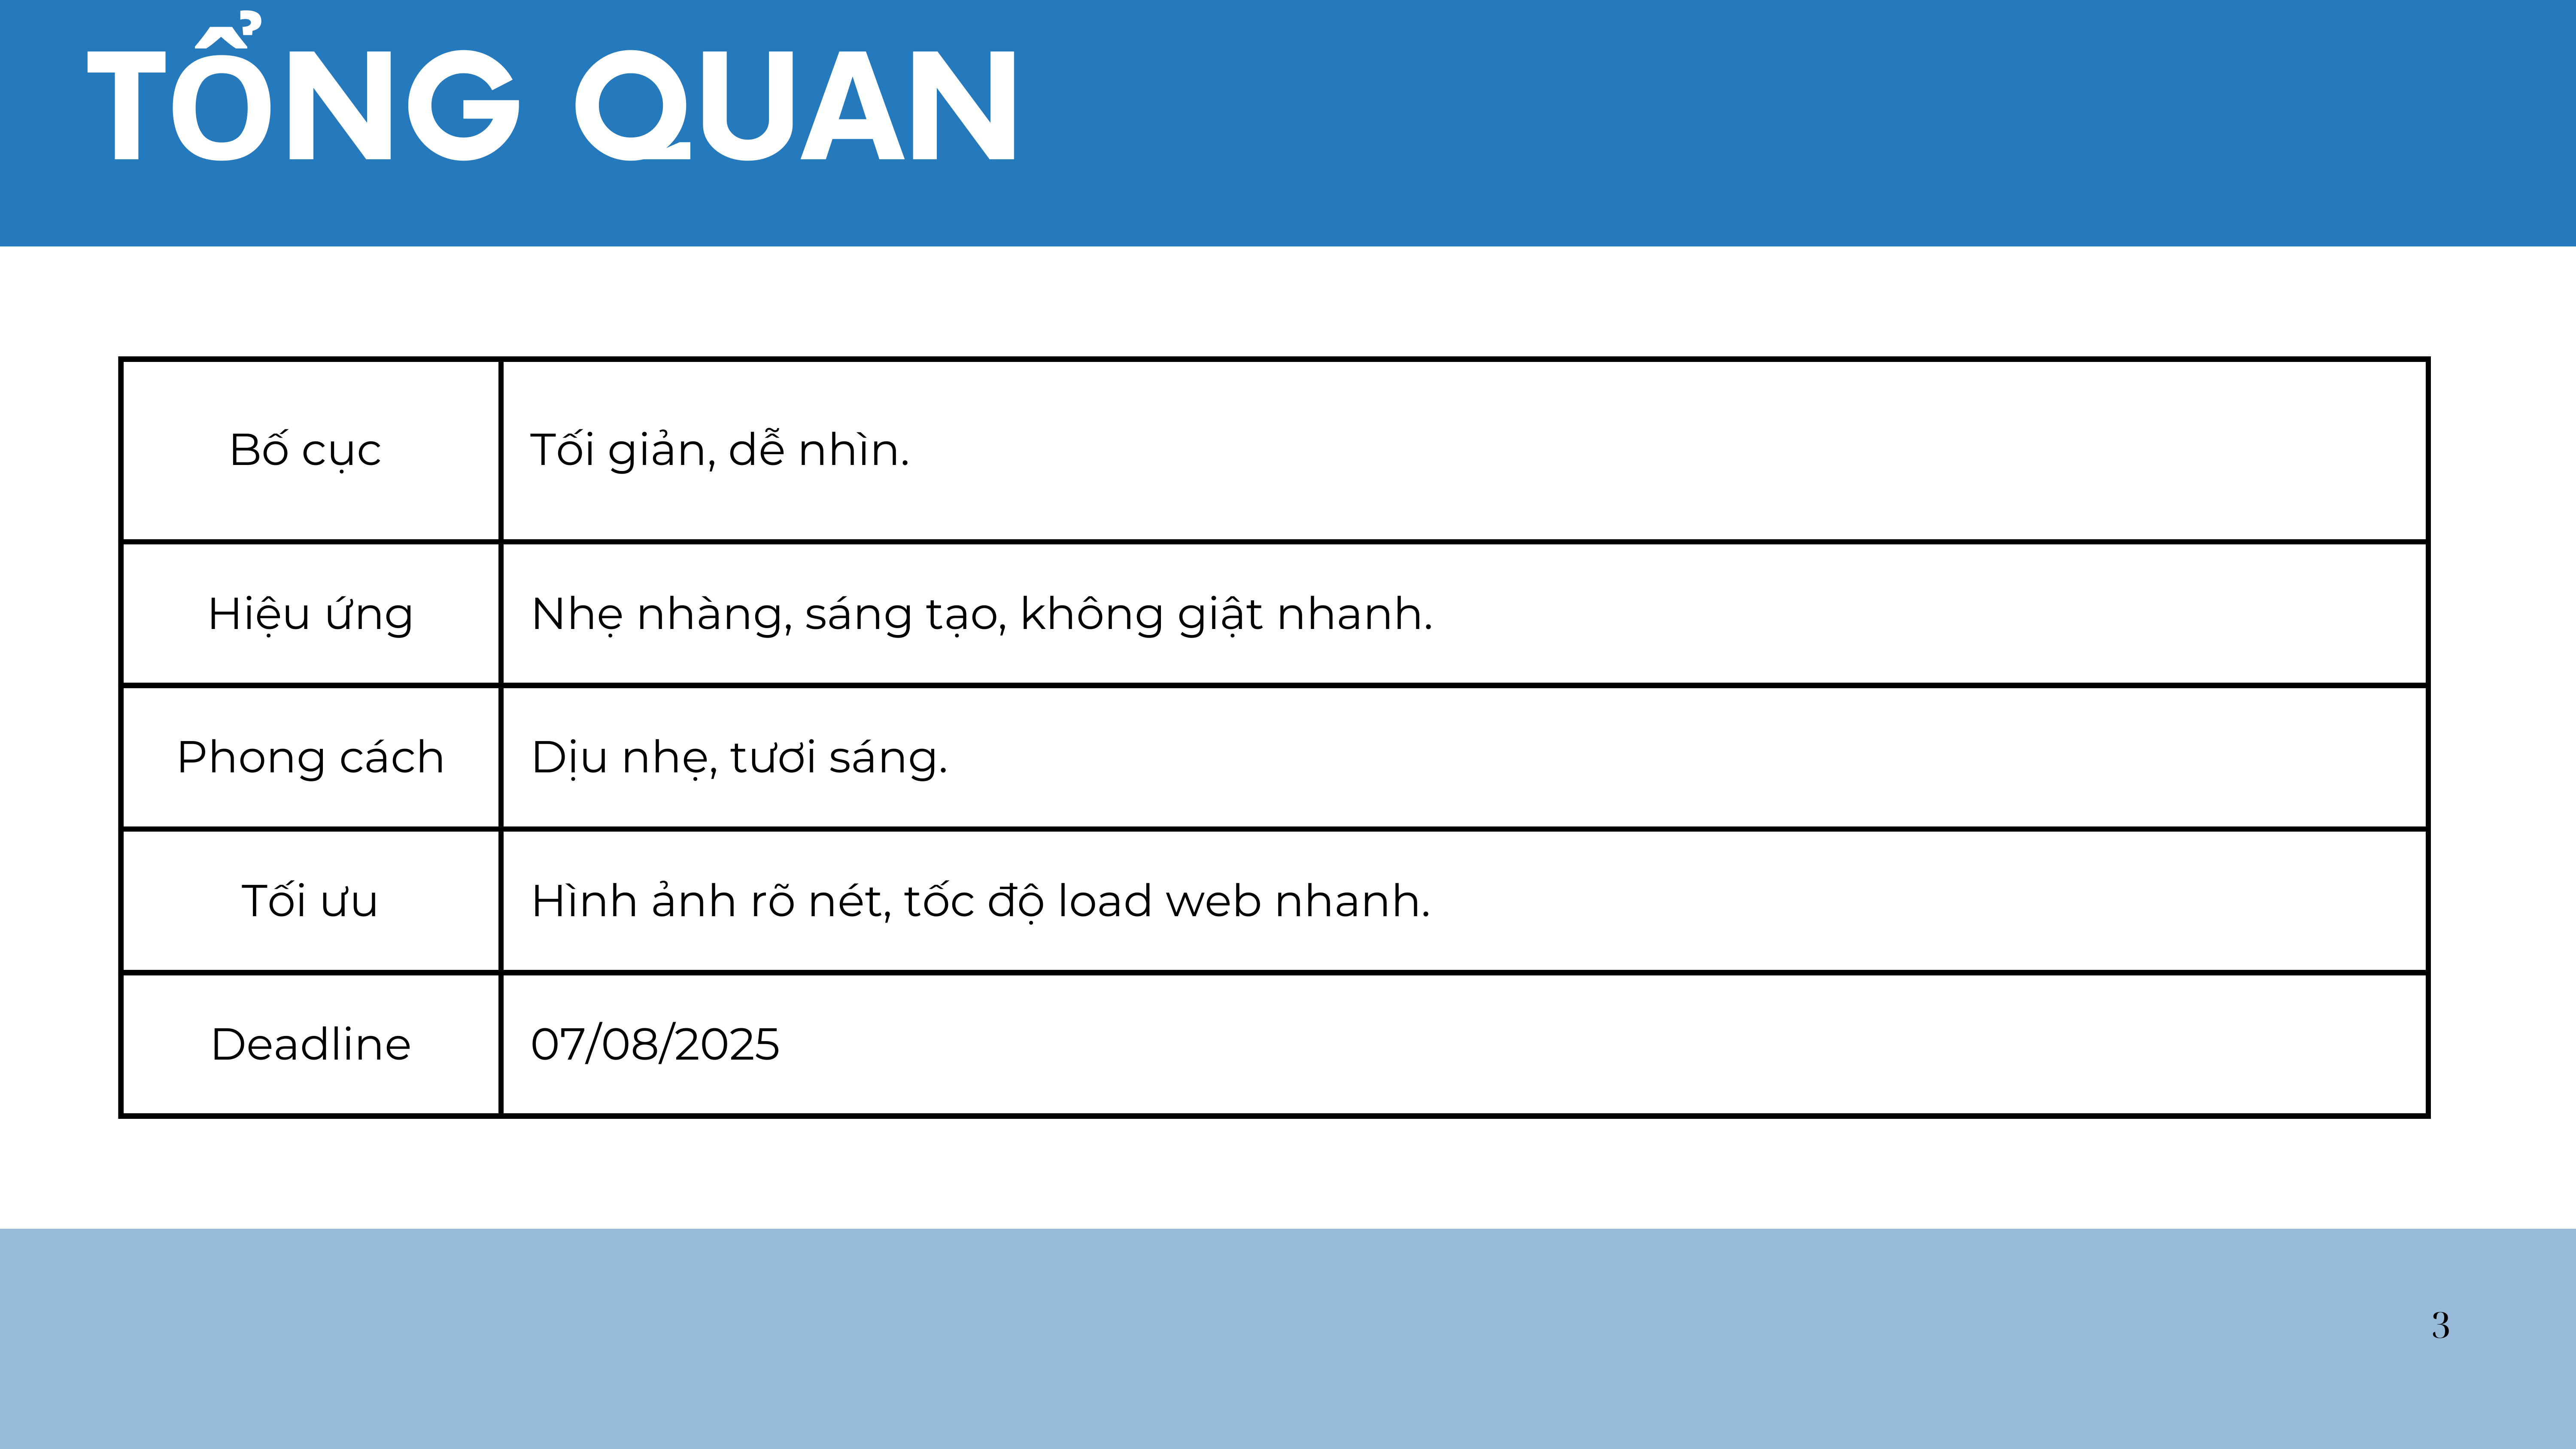 TỔNG QUAN
Bố cục
Tối giản, dễ nhìn.
Hiệu ứng
Nhẹ nhàng, sáng tạo, không giật nhanh.
Phong cách
Dịu nhẹ, tươi sáng.
Tối ưu
Hình ảnh rõ nét, tốc độ load web nhanh.
Deadline
07/08/2025
3